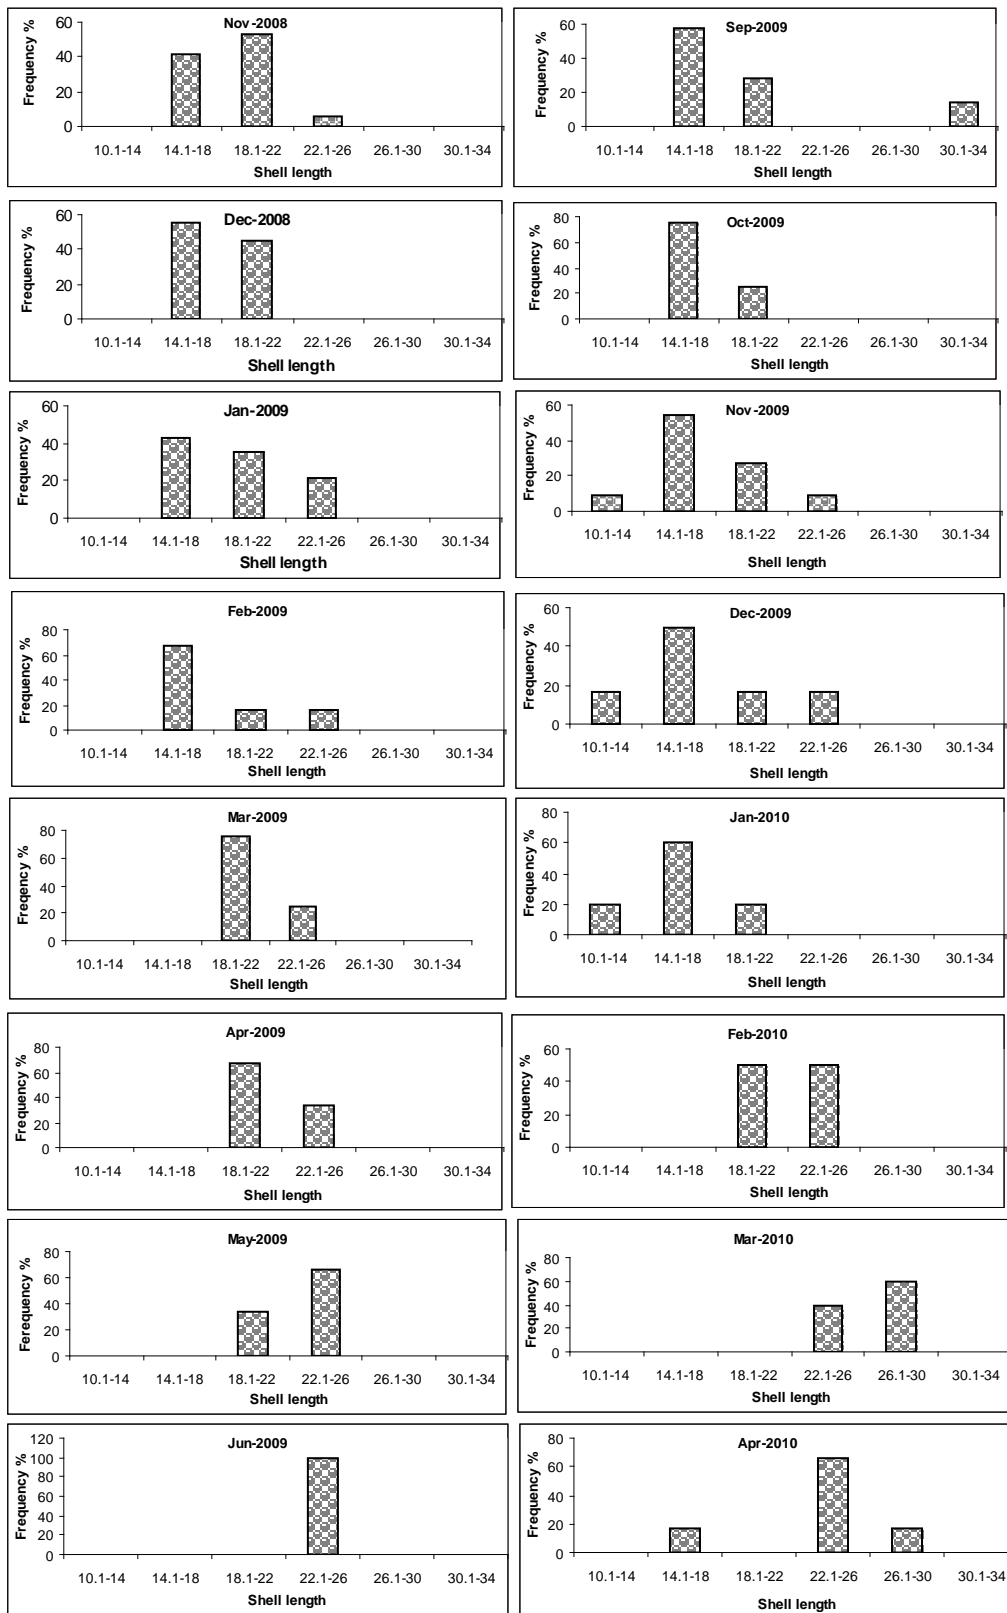 Nov-2008
Frequency %
60
40
20
0
10.1-14 14.1-18 18.1-22 22.1-26 26.1-30 30.1-34
Shell length
Sep-2009
Frequency %
60
40
20
0
10.1-14 14.1-18 18.1-22 22.1-26 26.1-30 30.1-34
Shell length
Dec-2008
Frequency %
60
40
20
0
10.1-14 14.1-18 18.1-22 22.1-26 26.1-30 30.1-34
Shell length
Oct-2009
Frequency %
80
60
40
20
0
10.1-14 14.1-18 18.1-22 22.1-26 26.1-30 30.1-34
Shell length
Jan-2009
Frequency %
60
40
20
0
10.1-14 14.1-18 18.1-22 22.1-26 26.1-30 30.1-34
Shell length
Nov-2009
Frequency %
60
40
20
0
10.1-14 14.1-18 18.1-22 22.1-26 26.1-30 30.1-34
Shell length
Feb-2009
Frequency %
80
60
40
20
0
10.1-14 14.1-18 18.1-22 22.1-26 26.1-30 30.1-34
Shell length
Dec-2009
Frequency %
60
40
20
0
10.1-14 14.1-18 18.1-22 22.1-26 26.1-30 30.1-34
Shell length
Mar-2009
Freqency %
80
60
40
20
0
10.1-14 14.1-18 18.1-22 22.1-26 26.1-30 30.1-34
Shell length
Jan-2010
Frequency %
80
60
40
20
0
10.1-14 14.1-18 18.1-22 22.1-26 26.1-30 30.1-34
Shell length
Apr-2009
Frequency %
80
60
40
20
0
10.1-14 14.1-18 18.1-22 22.1-26 26.1-30 30.1-34
Shell length
Feb-2010
Frequency %
60
40
20
0
10.1-14 14.1-18 18.1-22 22.1-26 26.1-30 30.1-34
Shell length
May-2009
Ferequency %
80
60
40
20
0
10.1-14 14.1-18 18.1-22 22.1-26 26.1-30 30.1-34
Shell length
Mar-2010
Frequency %
80
60
40
20
0
10.1-14 14.1-18 18.1-22 22.1-26 26.1-30 30.1-34
Shell length
Jun-2009
Frequency %
120
100
80
60
40
20
0
10.1-14 14.1-18 18.1-22 22.1-26 26.1-30 30.1-34
Shell length
Apr-2010
Frequency %
80
60
40
20
0
10.1-14 14.1-18 18.1-22 22.1-26 26.1-30 30.1-34
Shell length